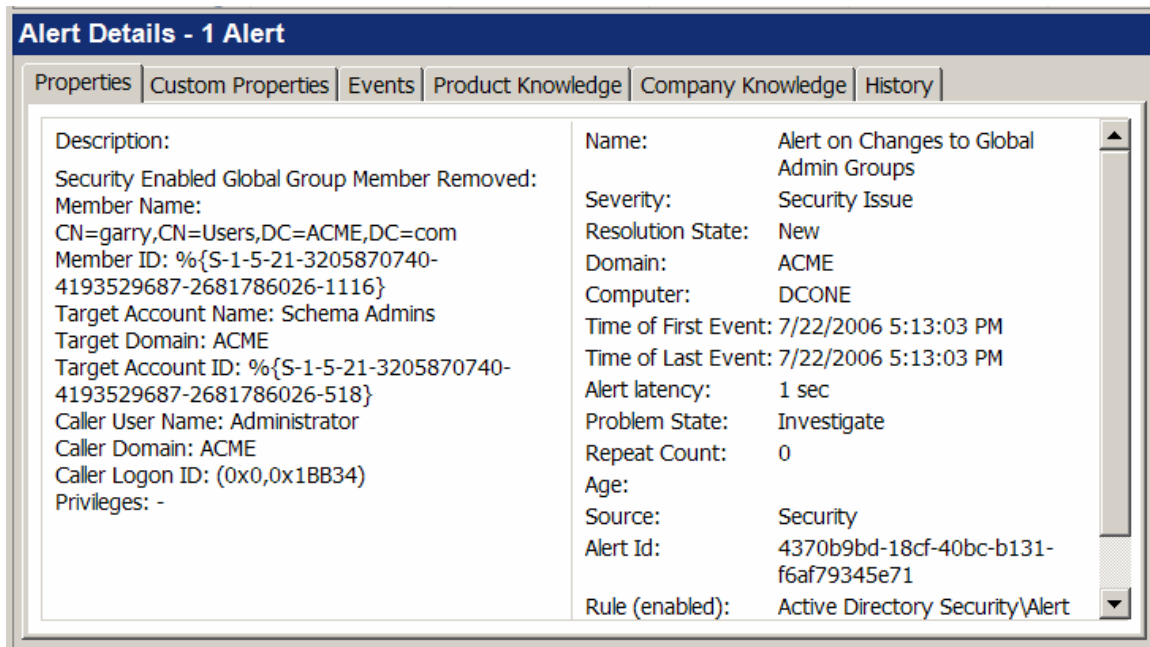 Alert Details - 1 Alert
Properties
Custom Properties
Events
Product Knowledge
Company Knowledge
History
Description:
Security Enabled Global Group Member Removed:
Member Name:
CN=garry,CN=Users,DC=ACME,DC=com
Member ID: %{S-1-5-21-3205870740-
4193529687-2681786026-1116}
Target Account Name: Schema Admins
Target Domain: ACME
Target Account ID: %{S-1-5-21-3205870740-
4193529687-2681786026-518}
Caller User Name: Administrator
Caller Domain: ACME
Caller Logon ID: (0x0,0x1BB34)
Privileges: -
Name: Alert on Changes to Global
Admin Groups
Severity: Security Issue
Resolution State: New
Domain: ACME
Computer: DCONE
Time of First Event: 7/22/2006 5:13:03 PM
Time of Last Event: 7/22/2006 5:13:03 PM
Alert latency: 1 sec
Problem State: Investigate
Repeat Count: 0
Age:
Source: Security
Alert Id: 4370b9bd-18cf-40bc-b131-
f6af79345e71
Rule (enabled): Active Directory Security\Alert